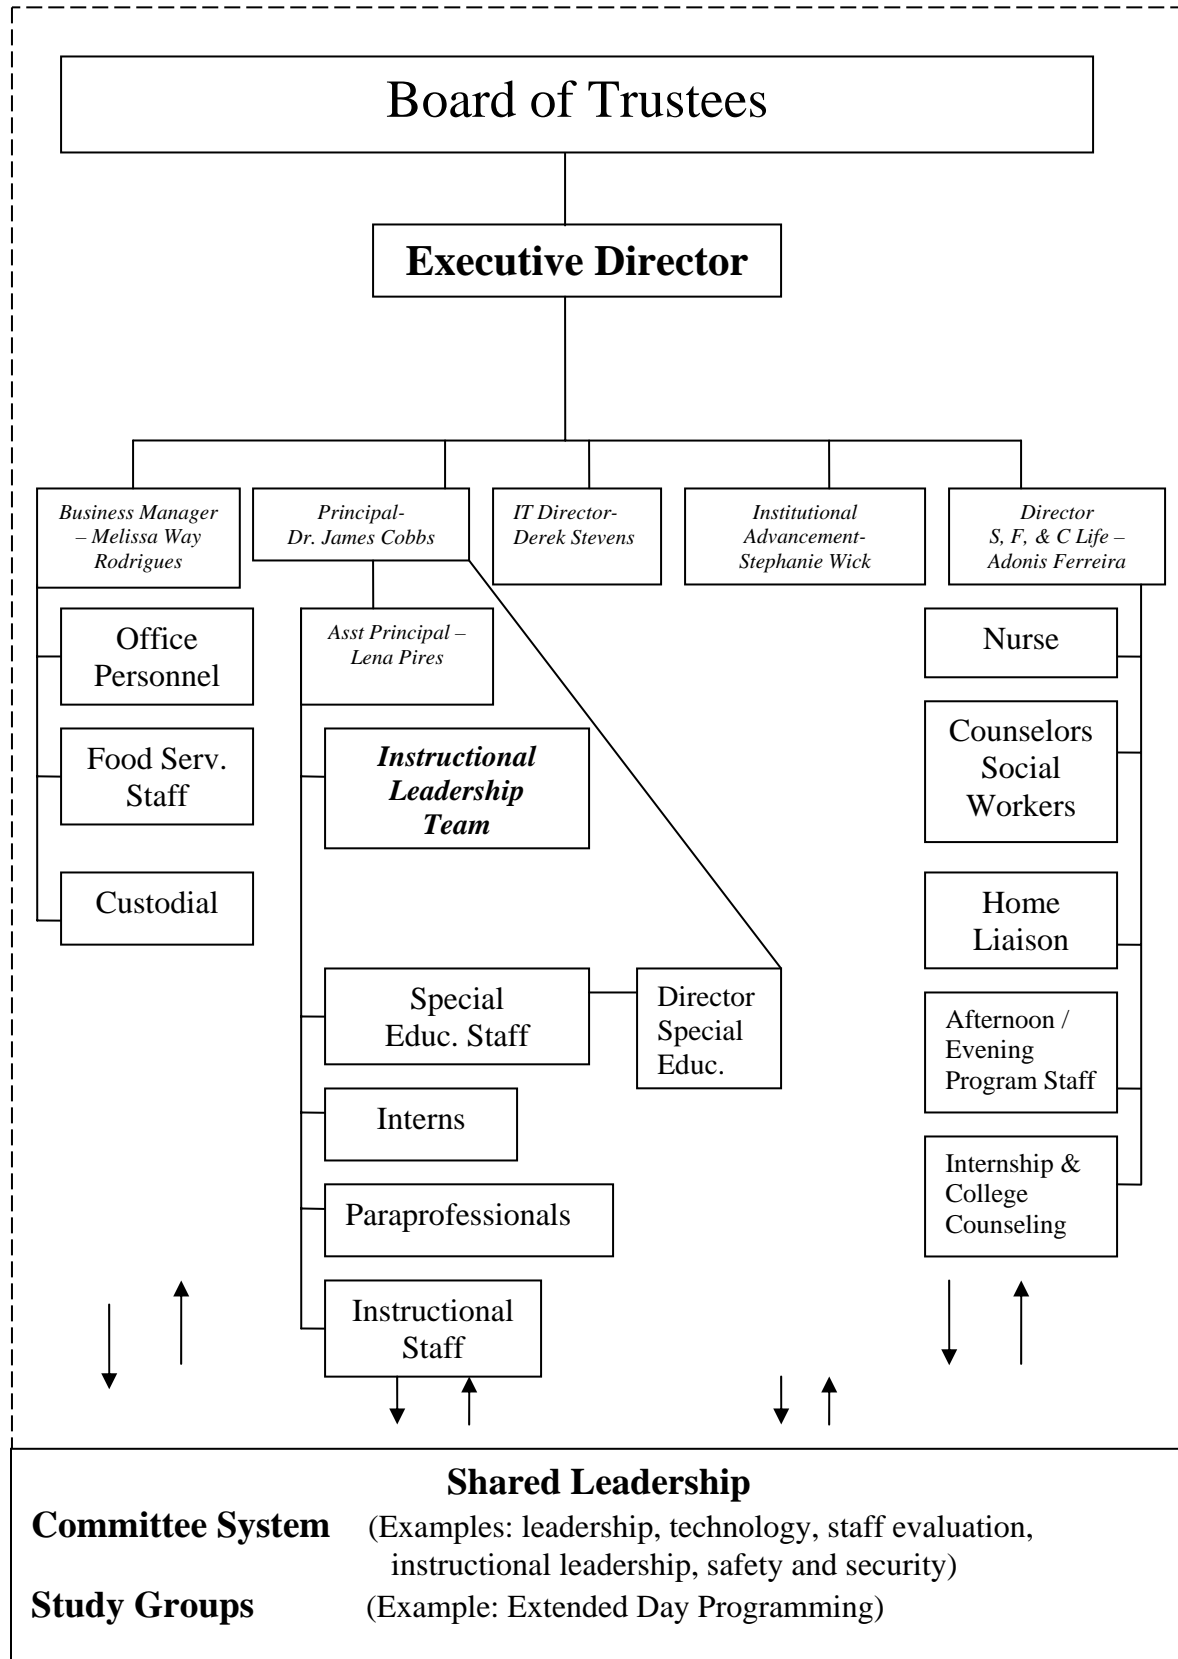 Board of Trustees
Executive Director
Business Manager
– Melissa Way
Rodrigues
Principal-
Dr. James Cobbs
IT Director-
Derek Stevens
Institutional
Advancement-
Stephanie Wick
Director
S, F, & C Life –
Adonis Ferreira
Office
Personnel
Food Serv.
Staff
Custodial
Asst Principal –
Lena Pires
Instructional
Leadership
Team
Special
Educ. Staff
Director
Special
Educ.
Interns
Paraprofessionals
Instructional
Staff
Nurse
Counselors
Social
Workers
Home
Liaison
Afternoon /
Evening
Program Staff
Internship &
College
Counseling
Shared Leadership
Committee System (Examples: leadership, technology, staff evaluation,
instructional leadership, safety and security)
Study Groups (Example: Extended Day Programming)